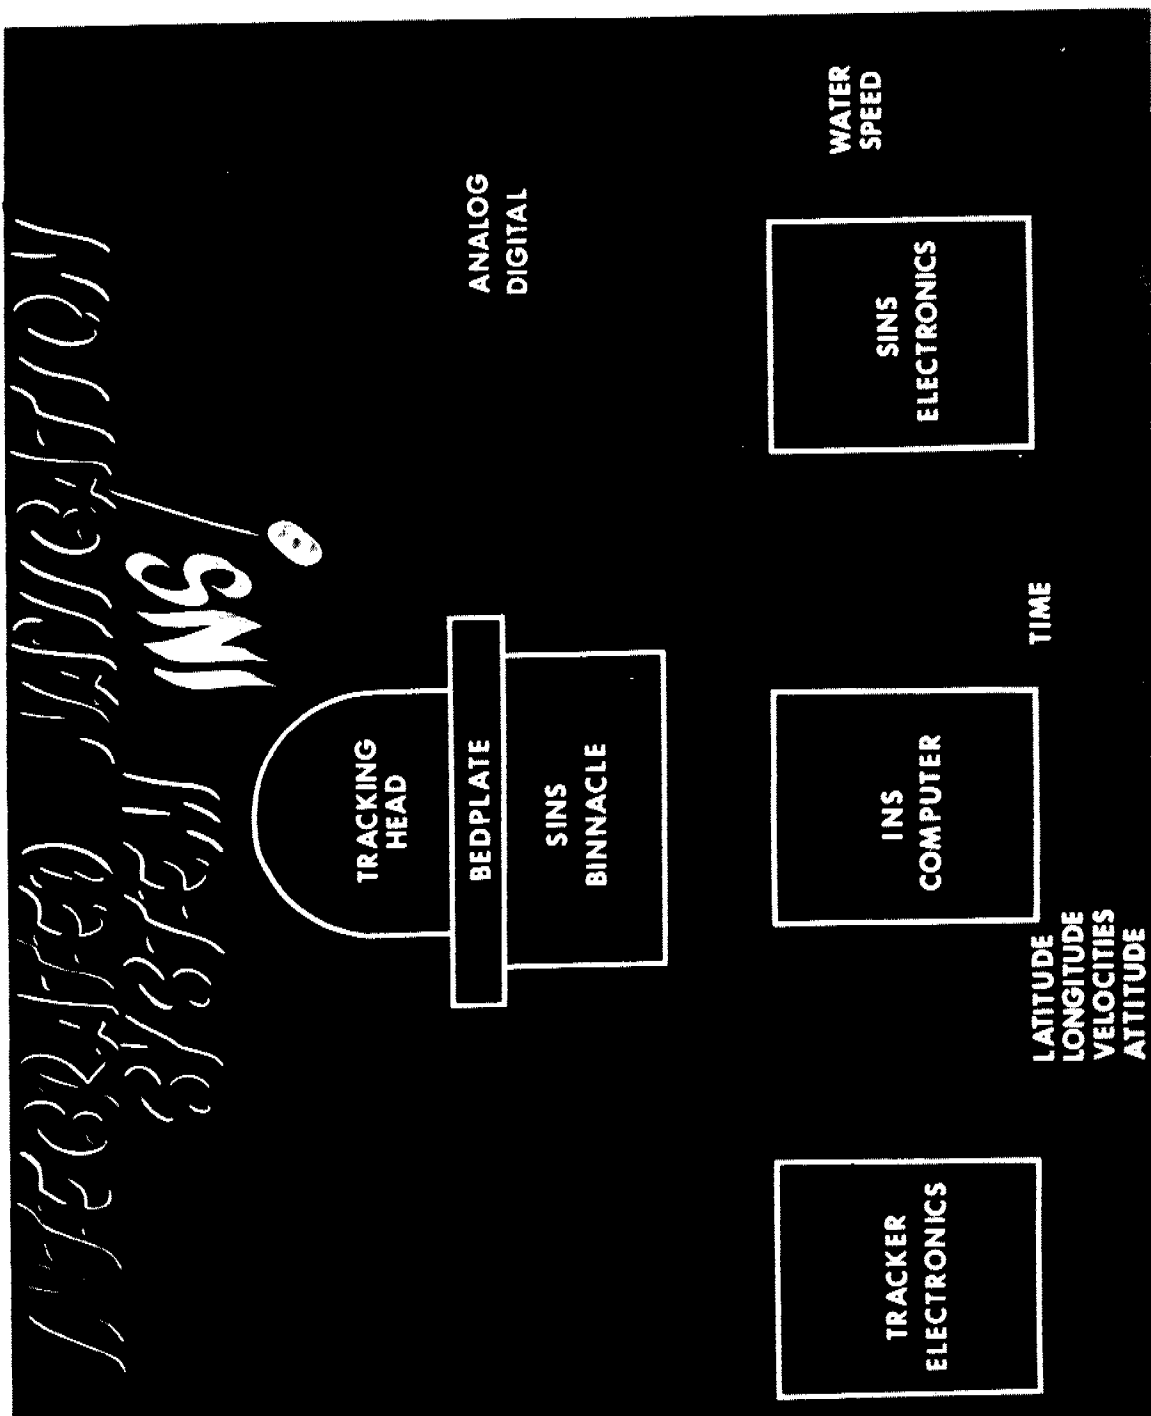 INTEGRATED NAVIGATION
SYSTEM
INS
TRACKING
HEAD
BEDPLATE
SINS
BINNACLE
ANALOG
DIGITAL
TRACKER
ELECTRONICS
INS
COMPUTER
SINS
ELECTRONICS
WATER
SPEED
LATITUDE
LONGITUDE
VELOCITIES
ATTITUDE
TIME